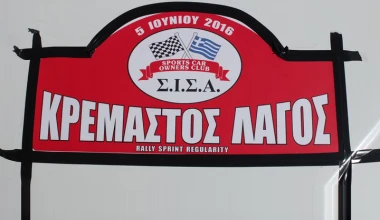 5 ΙΟΥΝΙΟΥ 2016
SPORTS CAR
OWNERS CLUB
Σ.Ι.Σ.Α.
ΚΡΕΜΑΣΤΟΣ ΛΑΓΟΣ
RALLY SPRINT REGULARITY